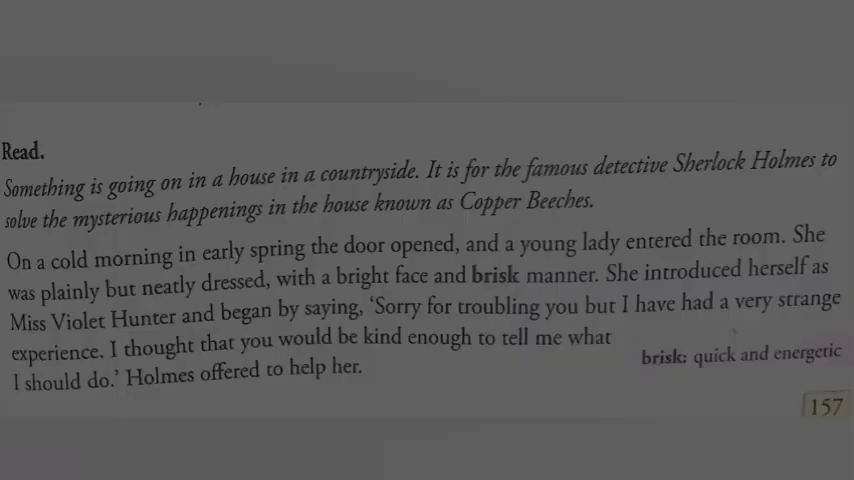 Read.
Something is going on in a house in a countryside. It is for the famous detective Sherlock Holmes to
solve the mysterious happenings in the house known as Copper Beeches.
On a cold morning in early spring the door opened, and a young lady entered the room. She
was plainly but neatly dressed, with a bright face and brisk manner. She introduced herself as
Miss Violet Hunter and began by saying, ‘Sorry for troubling you but I have had a very strange
experience. I thought that you would be kind enough to tell me what
I should do.’ Holmes offered to help her.
brisk: quick and energetic
157